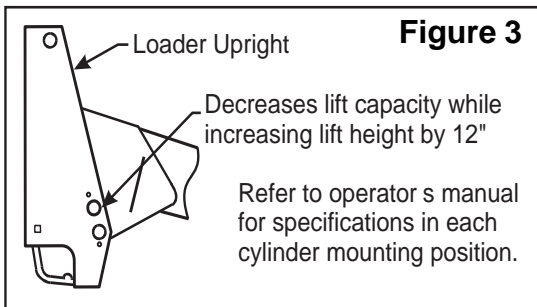 Figure 3
Loader Upright
Decreases lift capacity while
increasing lift height by 12"
Refer to operator s manual
for specifications in each
cylinder mounting position.